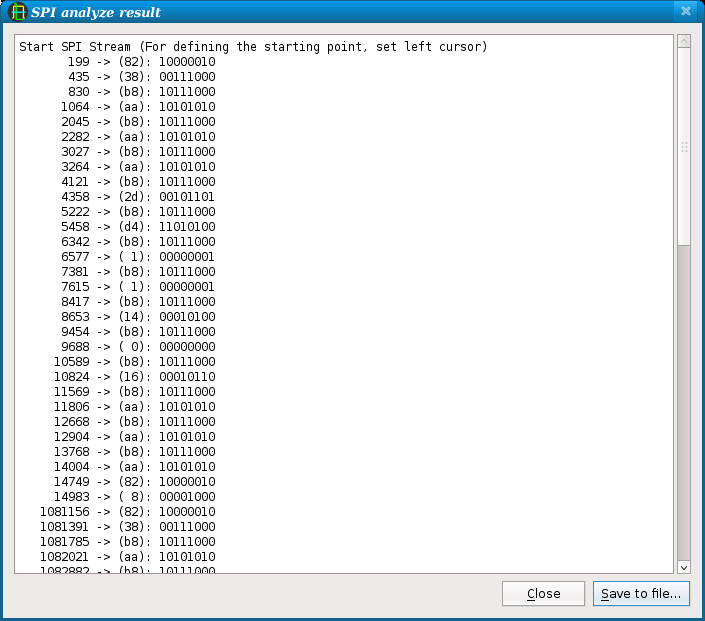 SPI analyze result
Start SPI Stream (For defining the starting point, set left cursor)
199 -> (82): 10000010
435 -> (38): 00111000
830 -> (b8): 10111000
1064 -> (aa): 10101010
2045 -> (b8): 10111000
2282 -> (aa): 10101010
3027 -> (b8): 10111000
3264 -> (aa): 10101010
4121 -> (b8): 10111000
4358 -> (2d): 00101101
5222 -> (b8): 10111000
5458 -> (d4): 11010100
6342 -> (b8): 10111000
6577 -> ( 1): 00000001
7381 -> (b8): 10111000
7615 -> ( 1): 00000001
8417 -> (b8): 10111000
8653 -> (14): 00010100
9454 -> (b8): 10111000
9688 -> ( 0): 00000000
10589 -> (b8): 10111000
10824 -> (16): 00010110
11569 -> (b8): 10111000
11806 -> (aa): 10101010
12668 -> (b8): 10111000
12904 -> (aa): 10101010
13768 -> (b8): 10111000
14004 -> (aa): 10101010
14749 -> (82): 10000010
14983 -> ( 8): 00001000
1081156 -> (82): 10000010
1081391 -> (38): 00111000
1081785 -> (b8): 10111000
1082021 -> (aa): 10101010
1082882 -> (b8): 10111000
Close
Save to file...